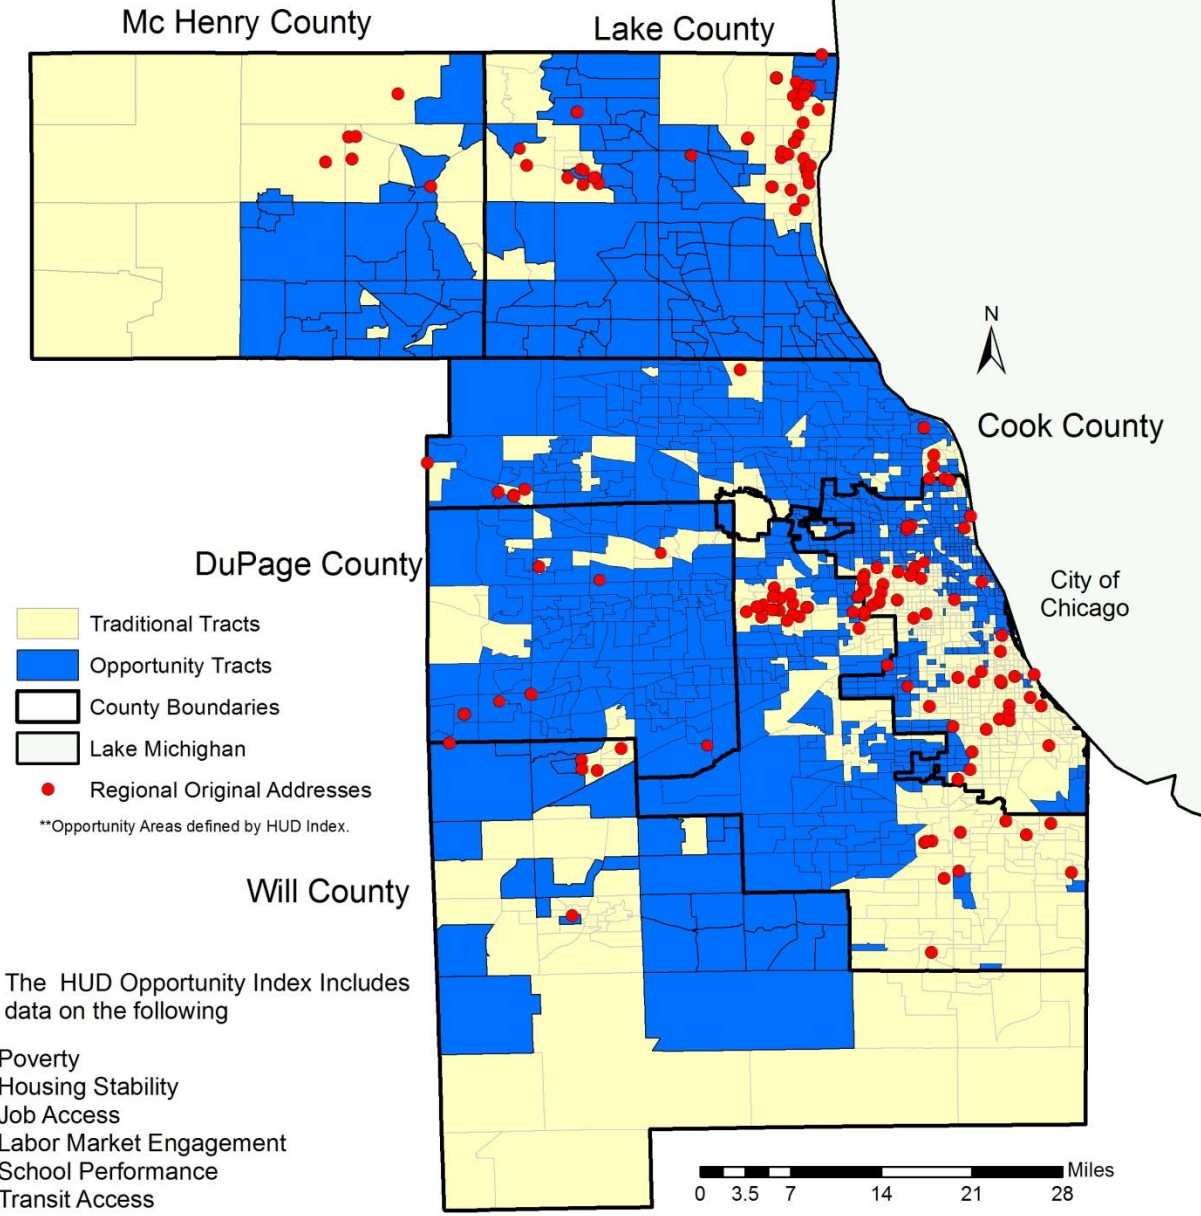 Mc Henry County
Lake County
N
Cook County
DuPage County
City of
Chicago
Traditional Tracts
Opportunity Tracts
County Boundaries
Lake Michighan
Regional Original Addresses
**Opportunity Areas defined by HUD Index.
Will County
The HUD Opportunity Index Includes
data on the following
Poverty
Housing Stability
Job Access
Labor Market Engagement
School Performance
Transit Access
Miles
0 3.5 7 14 21 28